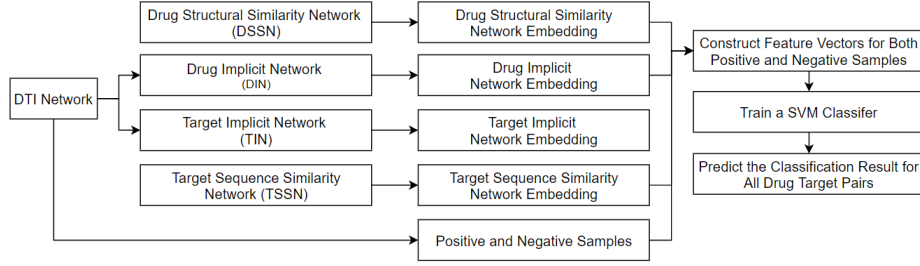 DTI Network
Drug Structural Similarity Network
(DSSN)
Drug Implicit Network
(DIN)
Target Implicit Network
(TIN)
Target Sequence Similarity
Network (TSSN)
Drug Structural Similarity
Network Embedding
Drug Implicit
Network Embedding
Target Implicit
Network Embedding
Target Sequence Similarity
Network Embedding
Positive and Negative Samples
Construct Feature Vectors for Both
Positive and Negative Samples
Train a SVM Classifer
Predict the Classification Result for
All Drug Target Pairs